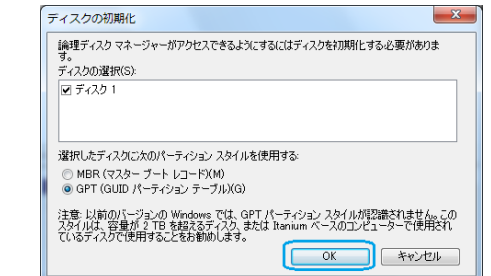 ディスクの初期化
論理ディスク マネージャーがアクセスできるようにするにはディスクを初期化する必要がありま
す。
ディスクの選択(S):
ディスク 1
選択したディスクに次のパーティション スタイルを使用する:
MBR (マスター ブート レコード)(M)
GPT (GUID パーティション テーブル)(G)
注意: 以前のバージョンの Windows では、GPT パーティション スタイルが認識されません。この
スタイルは、容量が 2 TB を超えるディスク、または Itanium ベースのコンピューターで使用され
ているディスクで使用することをお勧めします。
OK キャンセル